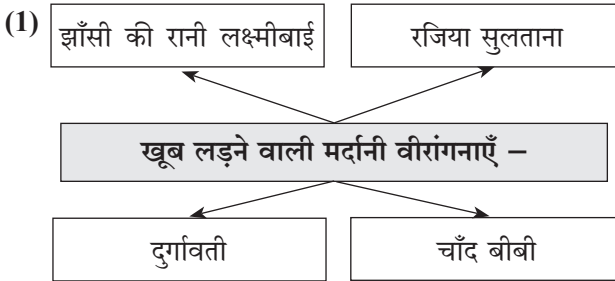 (1) झाँसी की रानी लक्ष्मीबाई रजिया सुलताना
खूब लड़ने वाली मर्दानी वीरांगनाएँ –
दुर्गावती चाँद बीबी